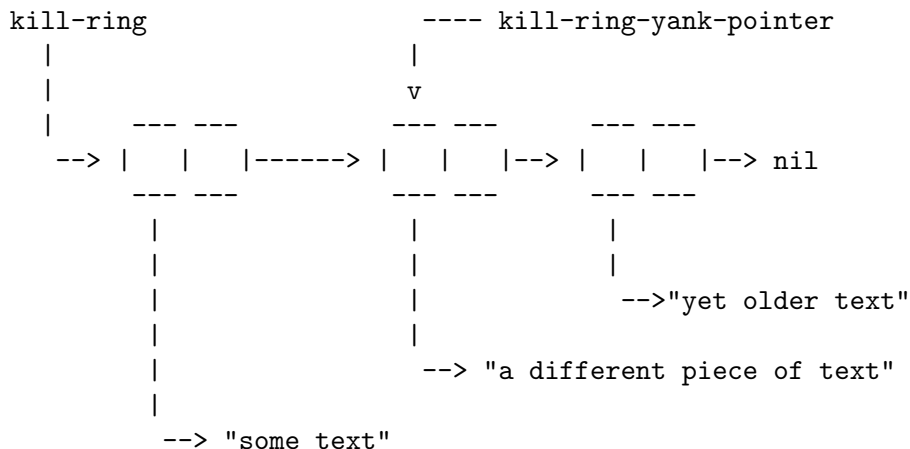 kill-ring ---- kill-ring-yank-pointer
| |
| v
| --- --- --- --- --- ---
--> | | |------> | | |--> | | |--> nil
--- --- --- --- --- ---
| | |
| | |
| | -->"yet older text"
| |
| --> "a different piece of text"
|
--> "some text"